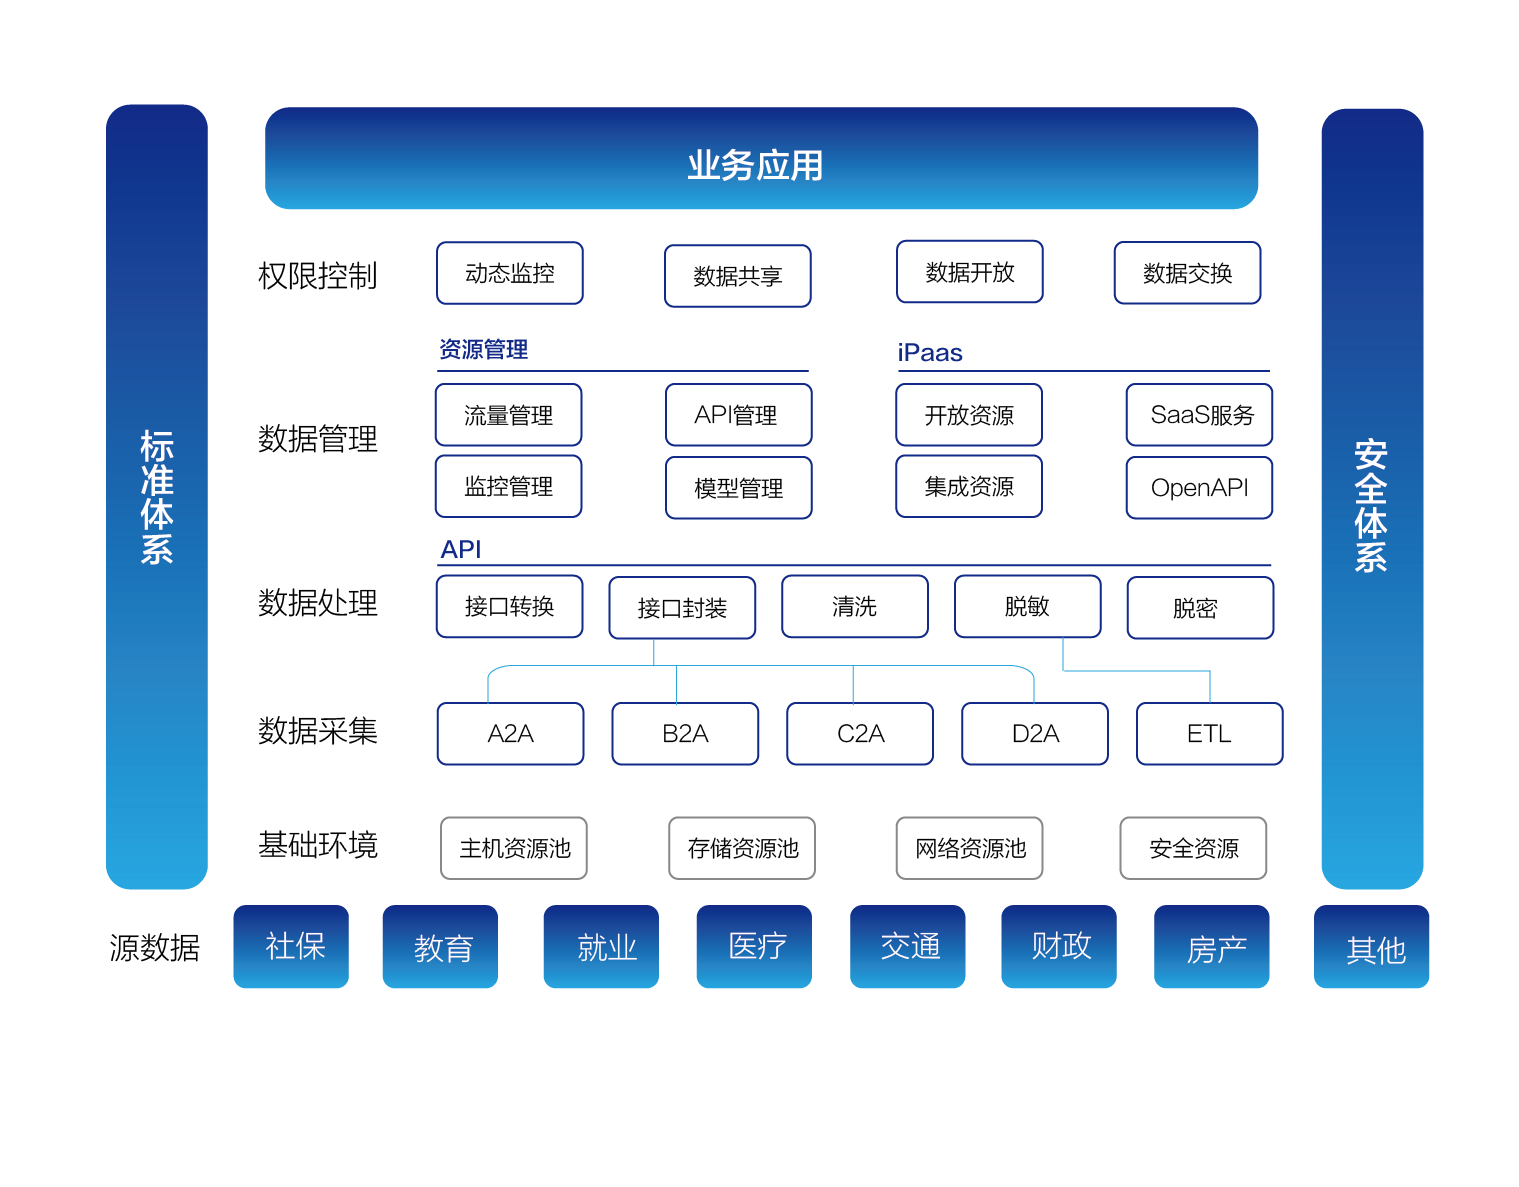 业务应用
标准体系
安全体系
权限控制
动态监控
数据共享
数据开放
数据交换
资源管理
iPaas
数据管理
流量管理
API管理
开放资源
SaaS服务
监控管理
模型管理
集成资源
OpenAPI
API
数据处理
接口转换
接口封装
清洗
脱敏
脱密
数据采集
A2A
B2A
C2A
D2A
ETL
基础环境
主机资源池
存储资源池
网络资源池
安全资源
源数据
社保
教育
就业
医疗
交通
财政
房产
其他